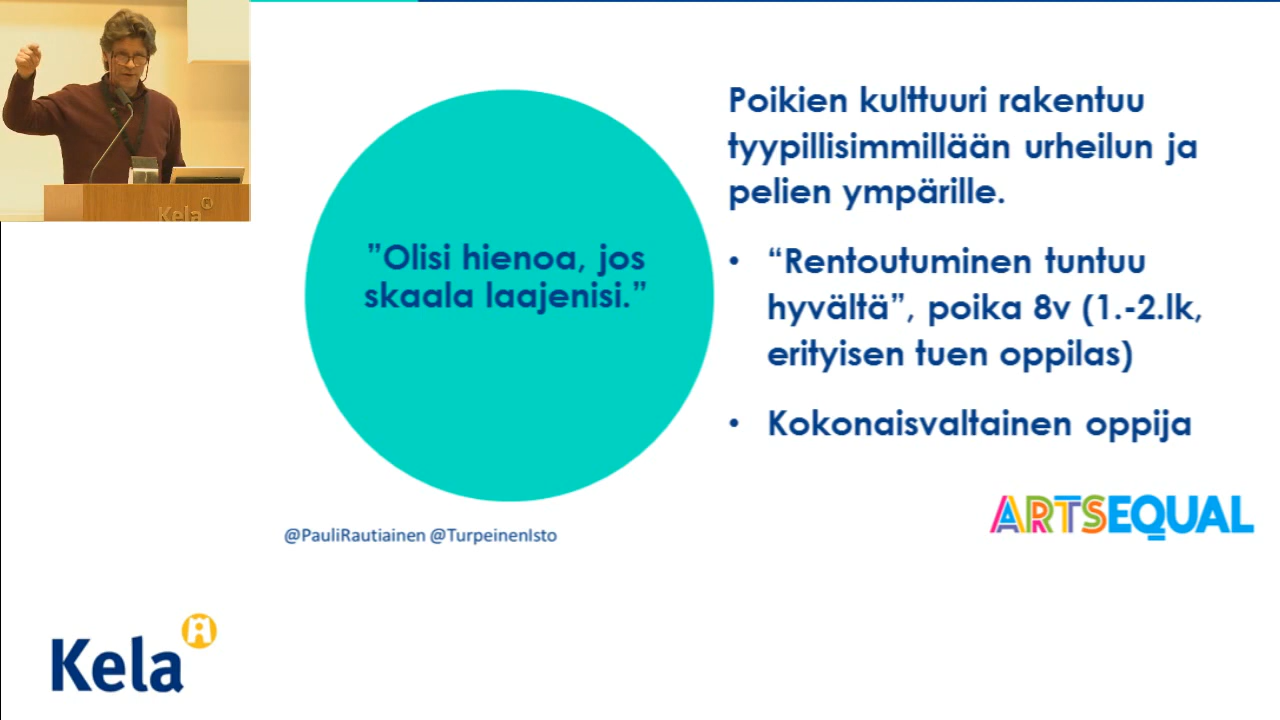 Kela
"Olisi hienoa, jos
skaala laajenisi."
Poikien kulttuuri rakentuu
tyypillisimmillään urheilun ja
pelien ympärille.
• “Rentoutuminen tuntuu
hyvältä”, poika 8v (1.-2.lk,
erityisen tuen oppilas)
• Kokonaisvaltainen oppija
ARTSEQUAL
@PauliRautiainen @TurpeinenIsto
Kela